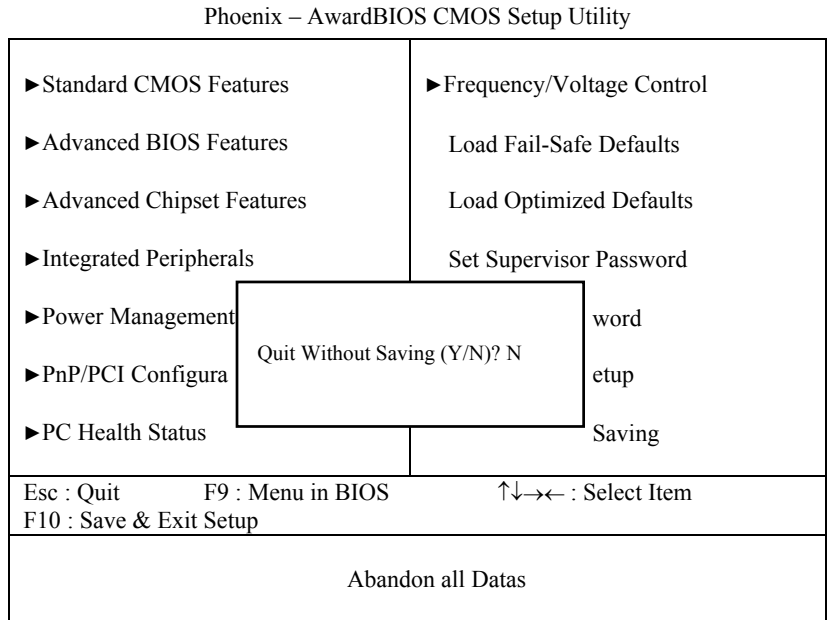 Phoenix – AwardBIOS CMOS Setup Utility
►Standard CMOS Features
►Advanced BIOS Features
►Advanced Chipset Features
►Integrated Peripherals
►Power Management
►PnP/PCI Configura
►PC Health Status
►Frequency/Voltage Control
Load Fail-Safe Defaults
Load Optimized Defaults
Set Supervisor Password
word
etup
Saving
Quit Without Saving (Y/N)? N
Esc : Quit F9 : Menu in BIOS ↑↓→← : Select Item
F10 : Save & Exit Setup
Abandon all Datas